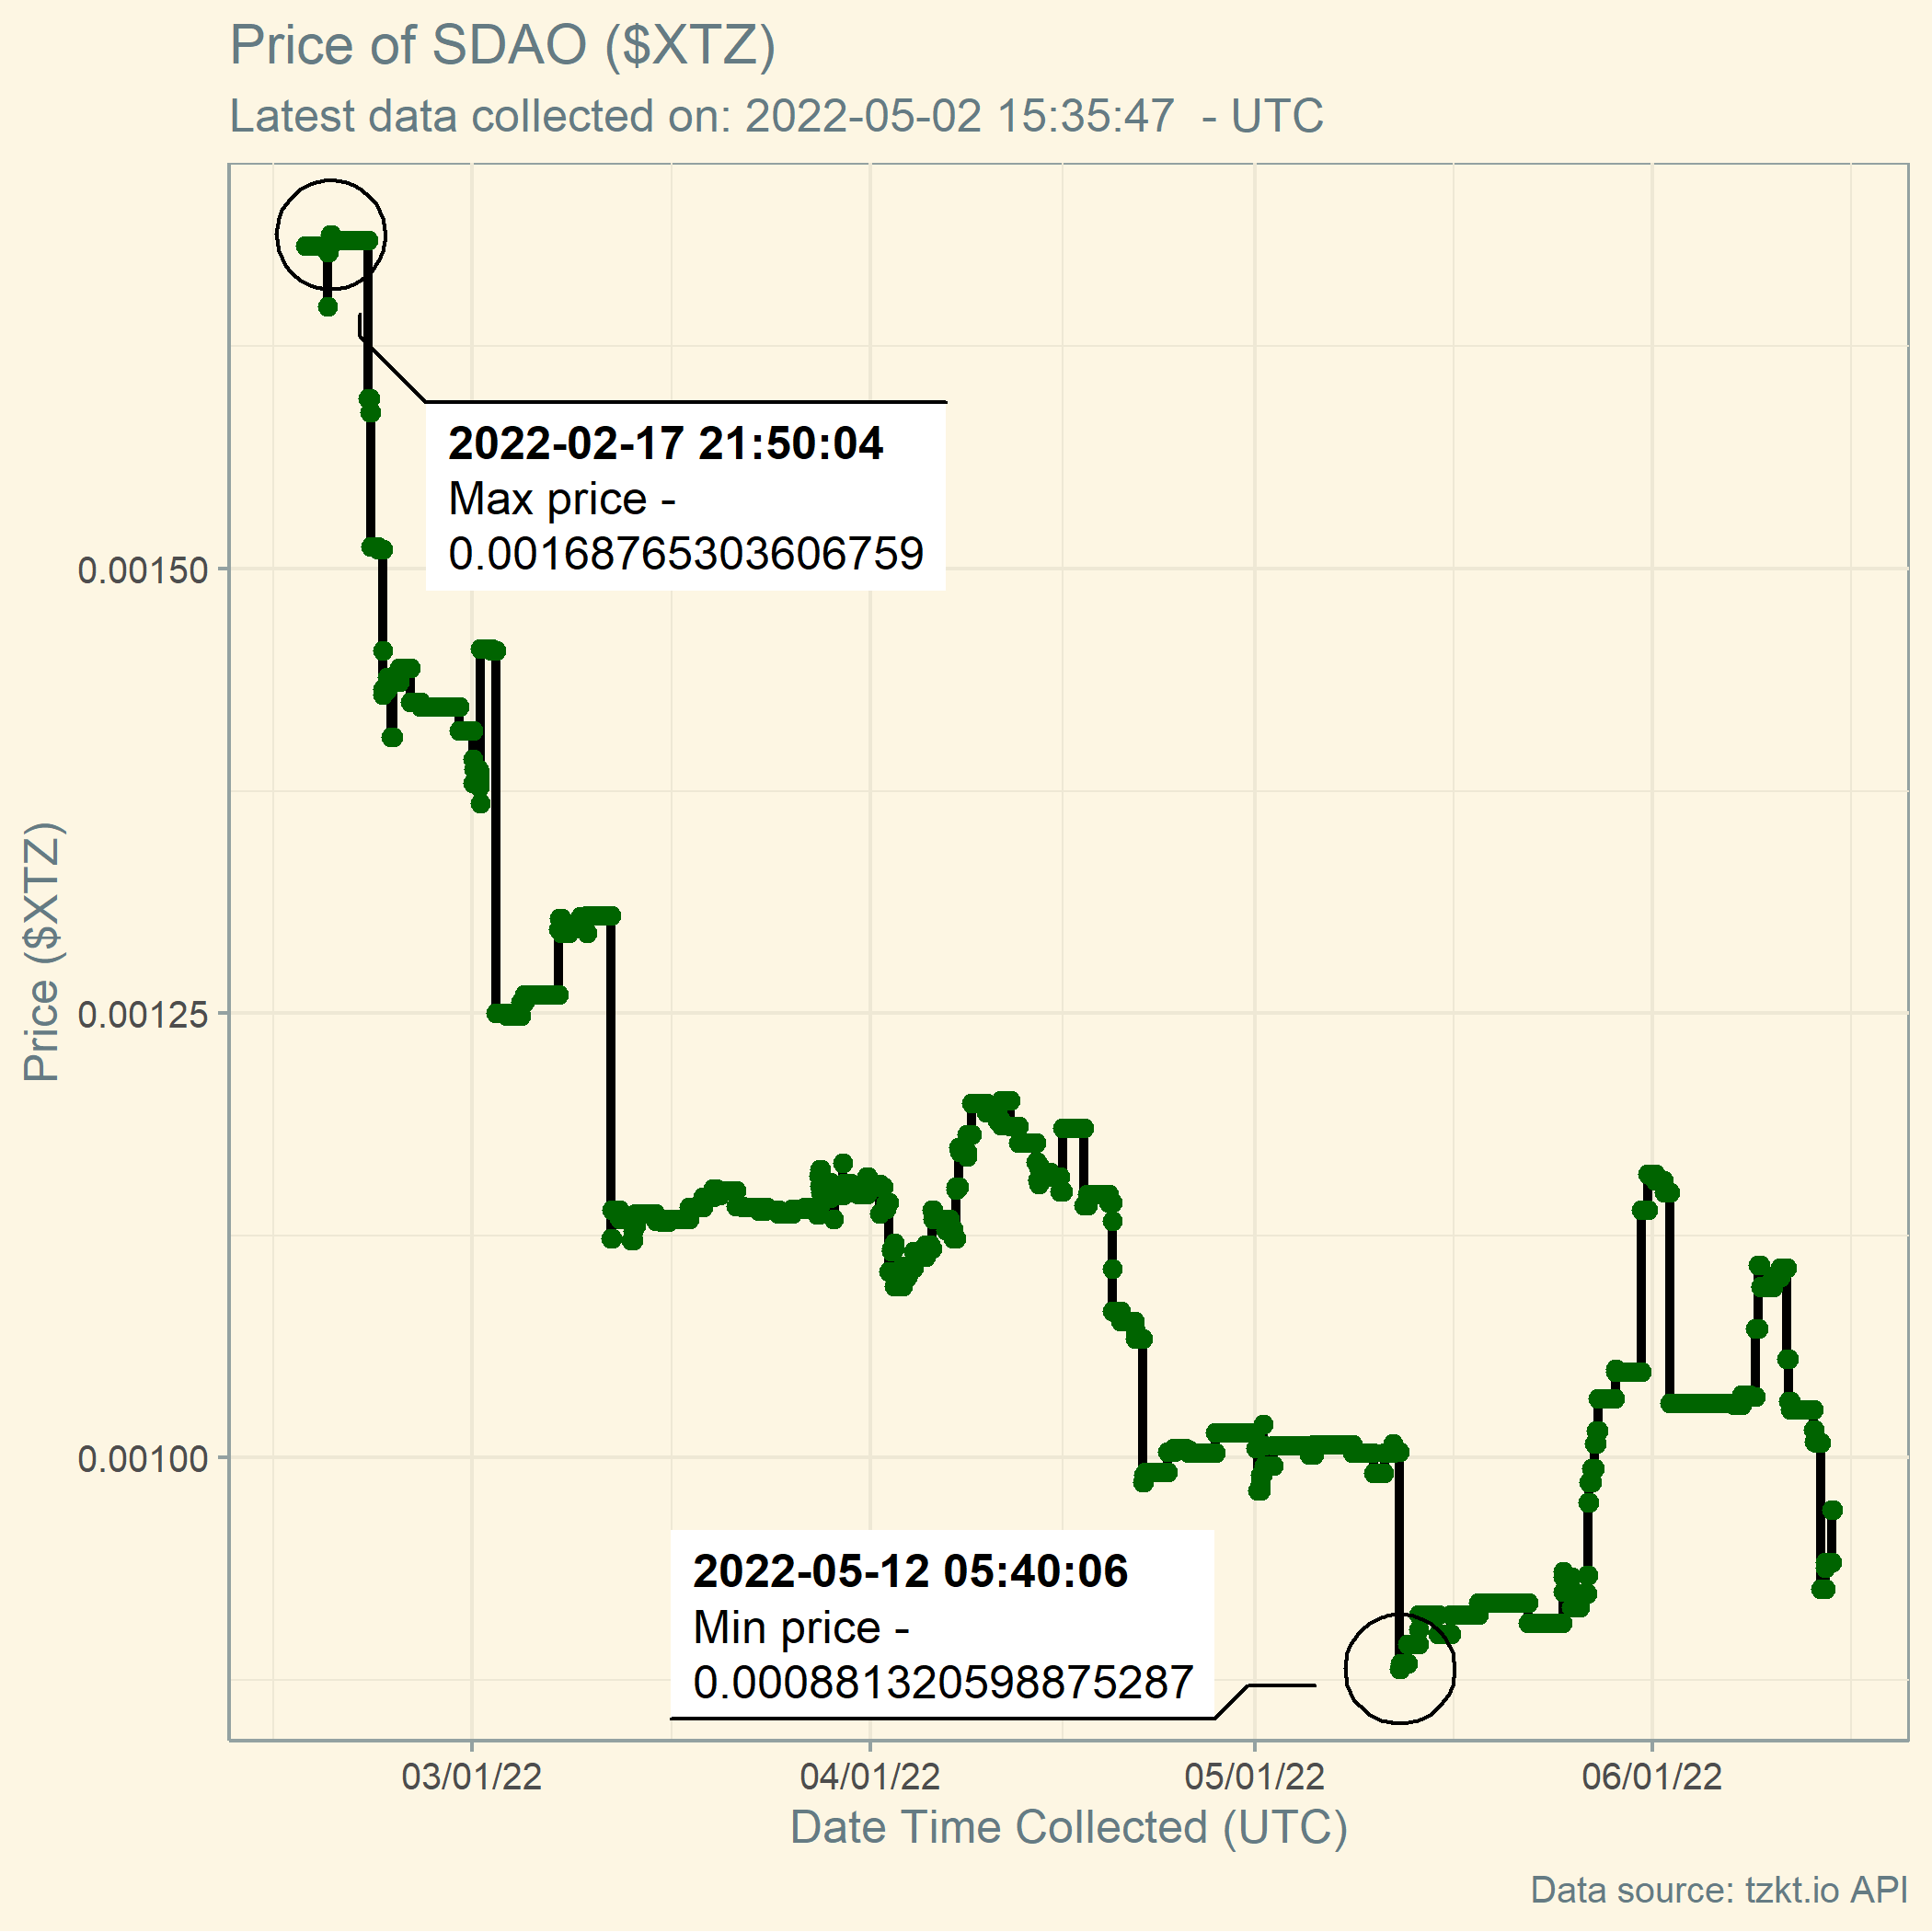 Price of SDAO ($XTZ)
Latest data collected on: 2022-05-02 15:35:47  - UTC
2022-02-17 21:50:04
Max price -
0.00168765303606759
0.00150
0.00125
0.00100
Price ($XTZ)
2022-05-12 05:40:06
Min price -
0.000881320598875287
03/01/22
04/01/22
05/01/22
06/01/22
Date Time Collected (UTC)
Data source: tzkt.io API